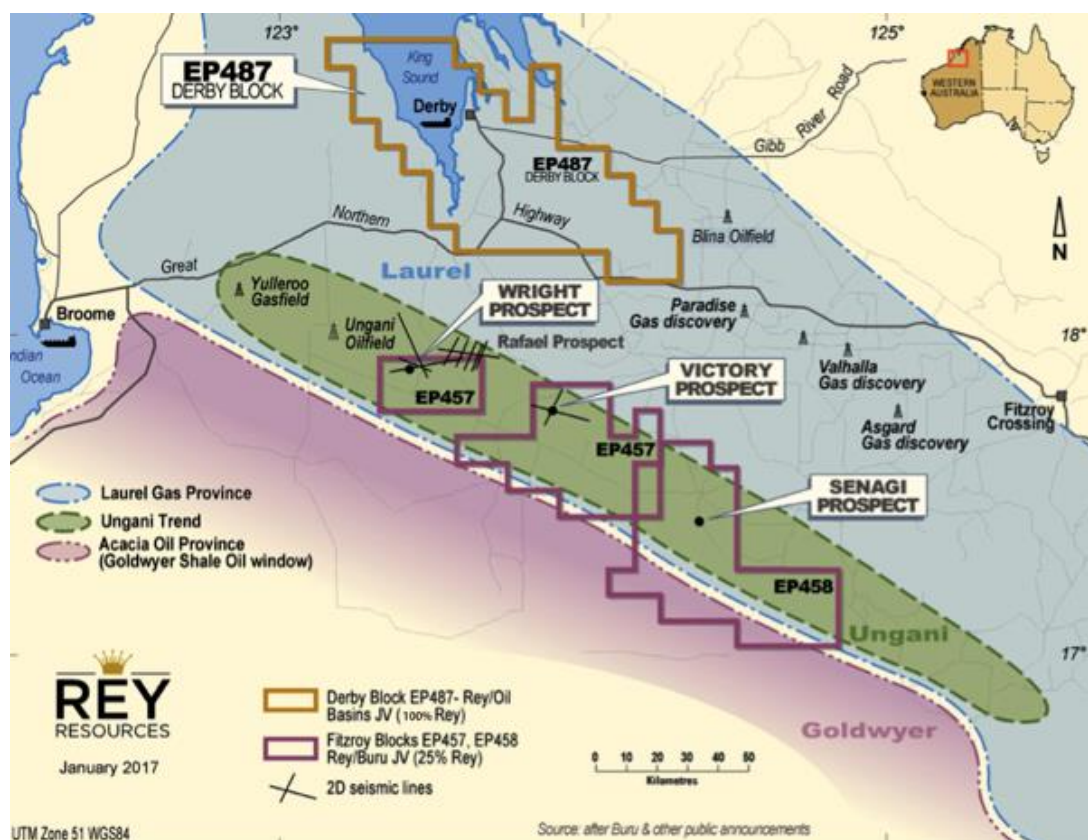 123°
125°
EP487
DERBY BLOCK
King
Sound
Derby
Gibb River Road
WESTERN
AUSTRALIA
EP487
DERBY BLOCK
N
Great Northern Highway
Blina Oilfield
Laurel
Yulleroo
Gasfield
WRIGHT
PROSPECT
Paradise
Gas discovery
Broome
Ungani
Oilfield
Rafael Prospect
18°
ndian
Ocean
VICTORY
PROSPECT
Valhalla
Gas discovery
EP457
Fitzroy
Crossing
Asgard
Gas discovery
EP457
SENAGI
PROSPECT
Laurel Gas Province
Ungani Trend
Acacia Oil Province
(Goldwyer Shale Oil window)
EP458
Ungani
17°
REY
RESOURCES
January 2017
Goldwyer
Derby Block EP487- Rey/Oil
Basins JV (100% Rey)
Fitzroy Blocks EP457, EP458
Rey/Buru JV (25% Rey)
2D seismic lines
0 10 20 30 40 50
Kilometres
UTM Zone 51 WGS84
Source: after Buru & other public announcements